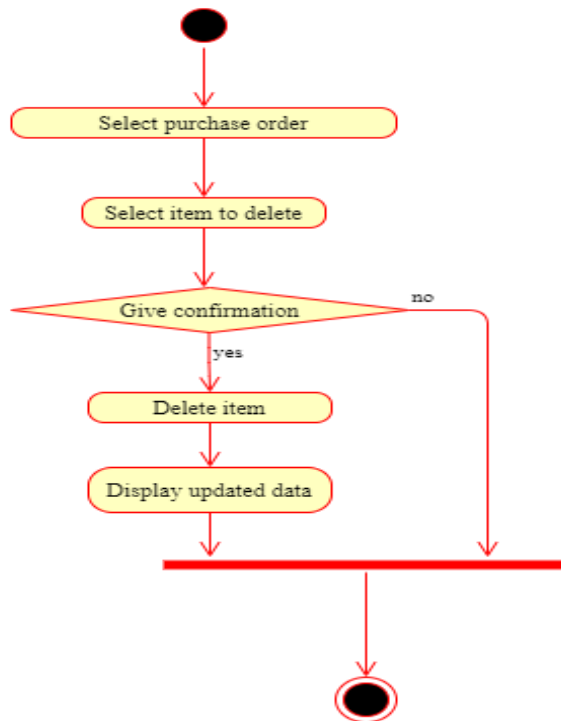 Select purchase order
Select item to delete
Give confirmation
no
yes
Delete item
Display updated data